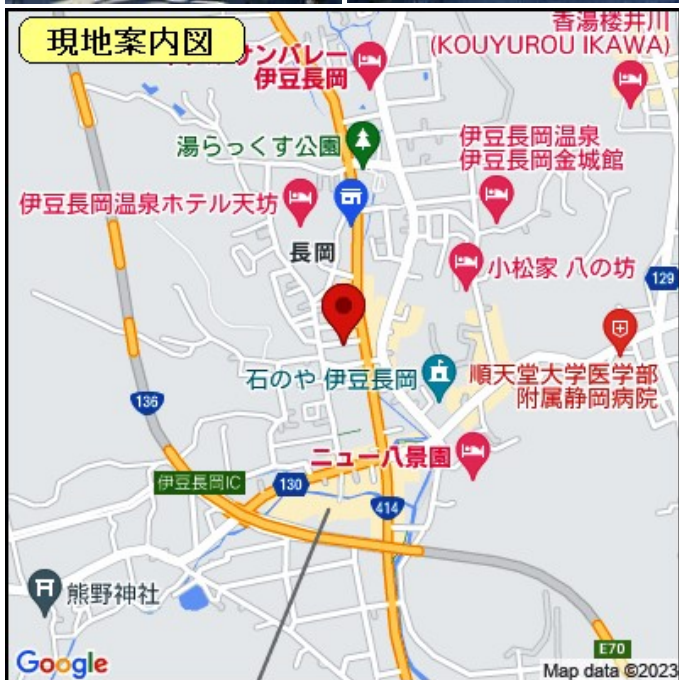 現地案内図
サンバレー
伊豆長岡
香湯楼井川
(KOUYUROU IKAWA)
湯らっくす公園
伊豆長岡温泉
伊豆長岡金城館
伊豆長岡温泉ホテル天坊
長岡
小松家 八の坊
129
石のや 伊豆長岡
順天堂大学医学部
附属静岡病院
136
ニュー八景園
伊豆長岡IC
130
414
熊野神社
E70
Google
Map data ©2023